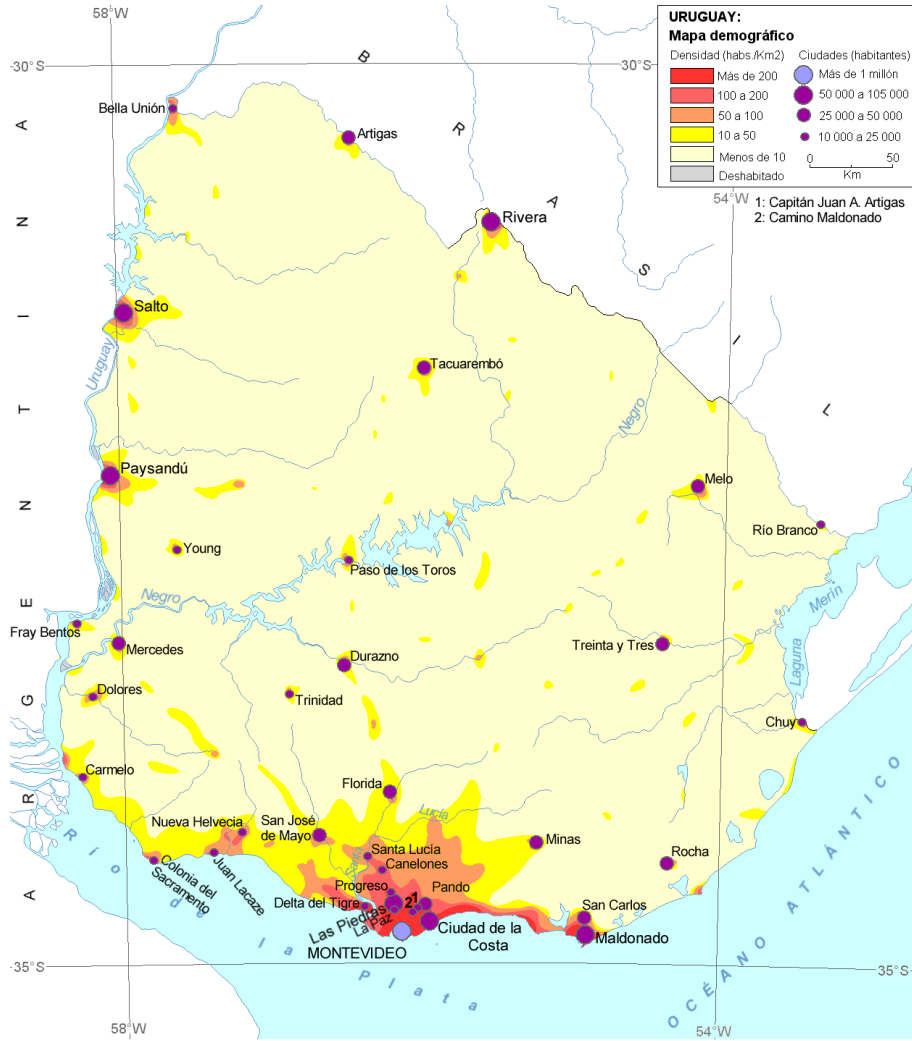 URUGUAY:
Mapa demográfico
Densidad (habs./Km2)
Más de 200
100 a 200
50 a 100
10 a 50
Menos de 10
Deshabitado
Ciudades (habitantes)
Más de 1 millón
50 000 a 105 000
25 000 a 50 000
10 000 a 25 000
0 50
Km
1: Capitán Juan A. Artigas
2: Camino Maldonado
58°W
30°S
30°S
54°W
BRASIL
ARGENTINA
Bella Unión
Artigas
Rivera
Salto
Uruguay
Tacuarembó
Negro
Paysandú
Melo
Río Branco
Young
Paso de los Toros
Negro
Merín
Laguna
Fray Bentos
Mercedes
Treinta y Tres
Durazno
Dolores
Trinidad
Chuy
Carmelo
Florida
Lucía
Santa
Nueva Helvecia
San José
de Mayo
Minas
Santa Lucía
Canelones
Rocha
Colonia del
Sacramento
Juan Lacaze
Progreso
Pando
Delta del Tigre
Las Piedras
La Paz
2
1
San Carlos
Ciudad de la
Costa
Maldonado
MONTEVIDEO
Río de la Plata
OCÉANO ATLÁNTICO
35°S
35°S
58°W
54°W